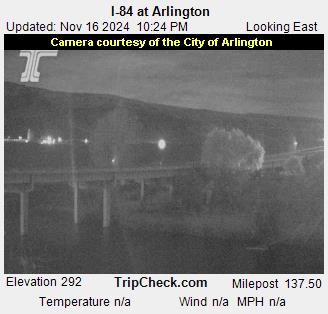 I-84 at Arlington
Updated: Nov 16 2024 10:24 PM Looking East
Camera courtesy of the City of Arlington
Elevation 292 TripCheck.com Milepost 137.50
Temperature n/a Wind n/a MPH n/a